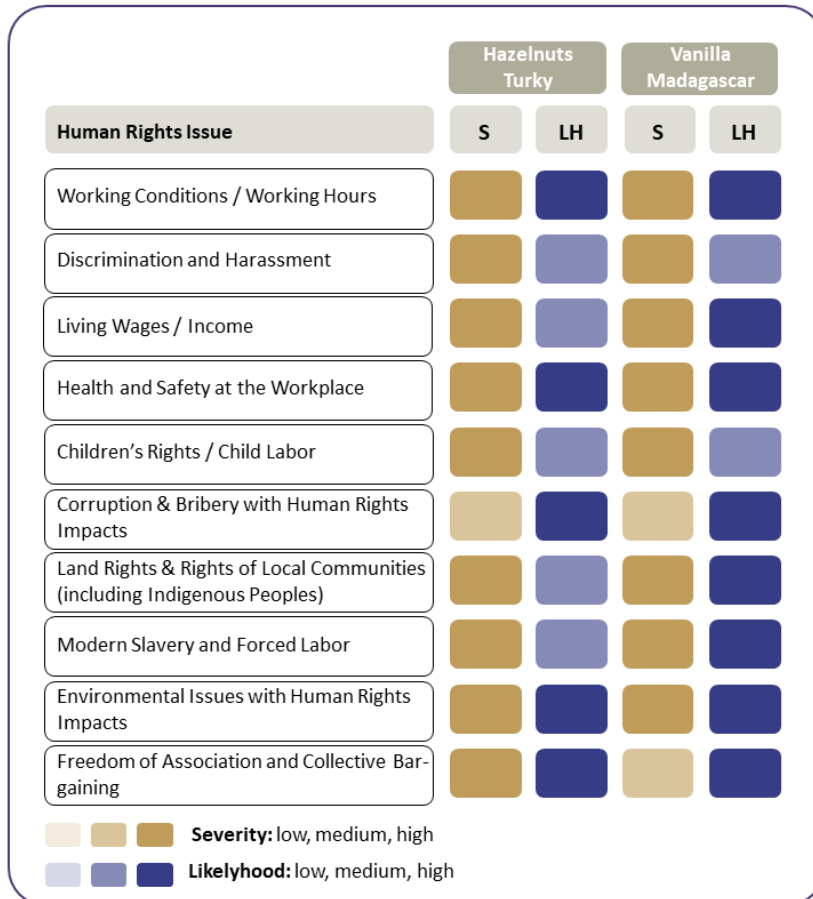 Hazelnuts
Turky
Vanilla
Madagascar
Human Rights Issue
S
LH
S
LH
Working Conditions / Working Hours
Discrimination and Harassment
Living Wages / Income
Health and Safety at the Workplace
Children’s Rights / Child Labor
Corruption & Bribery with Human Rights
Impacts
Land Rights & Rights of Local Communities
(including Indigenous Peoples)
Modern Slavery and Forced Labor
Environmental Issues with Human Rights
Impacts
Freedom of Association and Collective Bar-
gaining
Severity: low, medium, high
Likelyhood: low, medium, high